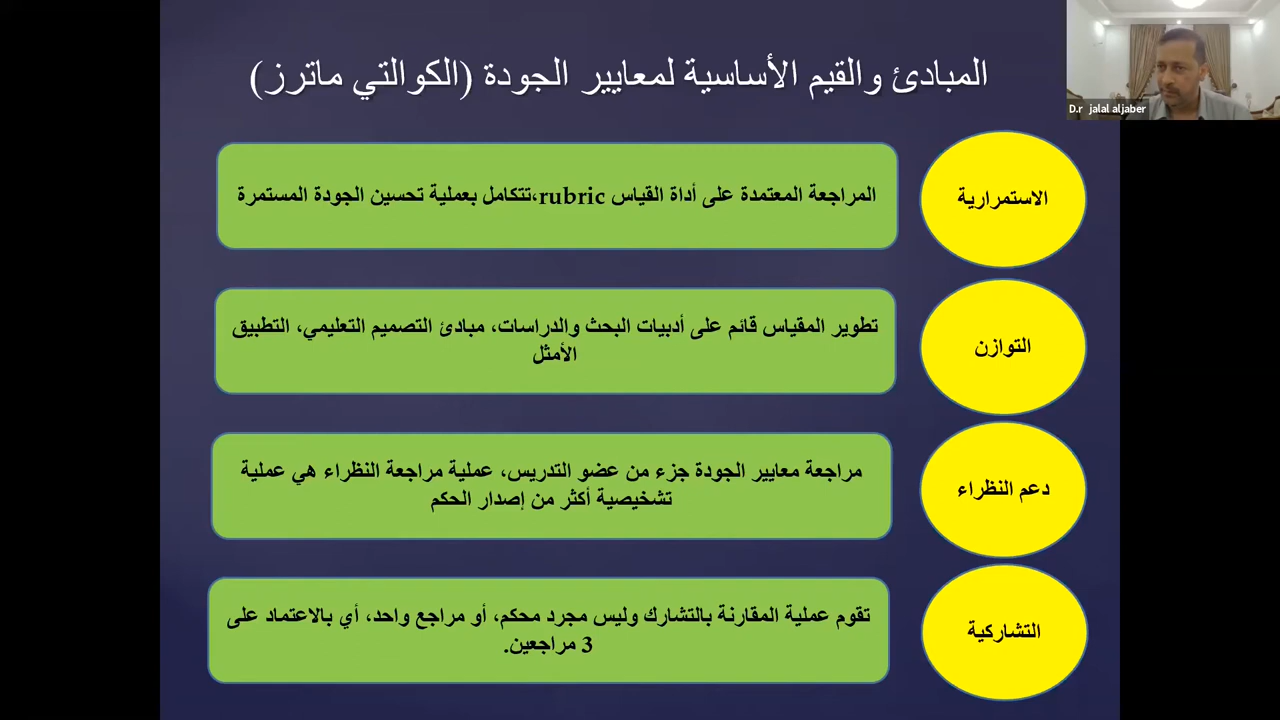 المبادئ والقيم الأساسية لمعايير الجودة (الكوالتي ماترز)
D.r jalal aljaber
الاستمرارية
المراجعة المعتمدة على أداة القياس rubric،تتكامل بعملية تحسين الجودة المستمرة
التوازن
تطوير المقياس قائم على أدبيات البحث والدراسات، مبادئ التصميم التعليمي، التطبيق
الأمثل
دعم النظراء
مراجعة معايير الجودة جزء من عضو التدريس، عملية مراجعة النظراء هي عملية
تشخيصية أكثر من إصدار الحكم
التشاركية
تقوم عملية المقارنة بالتشارك وليس مجرد محكم، أو مراجع واحد، أي بالاعتماد على
3 مراجعين.